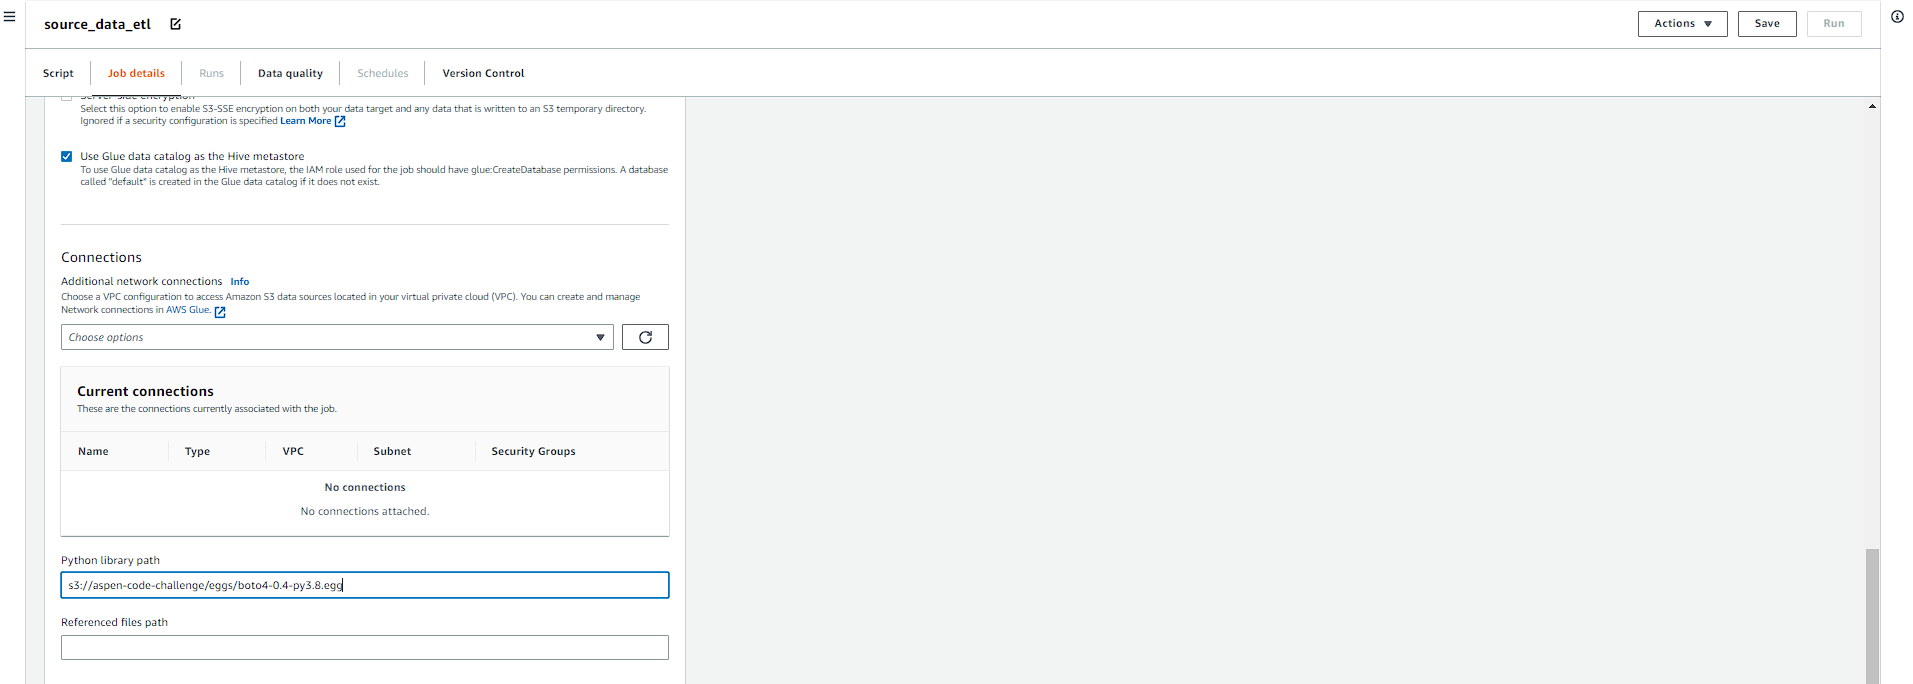 source_data_etl
Actions
Save
Run
Script
Job details
Runs
Data quality
Schedules
Version Control
Server-side encryption
Select this option to enable S3-SSE encryption on both your data target and any data that is written to an S3 temporary directory.
Ignored if a security configuration is specified Learn More
Use Glue data catalog as the Hive metastore
To use Glue data catalog as the Hive metastore, the IAM role used for the job should have glue:CreateDatabase permissions. A database
called "default" is created in the Glue data catalog if it does not exist.
Connections
Additional network connections Info
Choose a VPC configuration to access Amazon S3 data sources located in your virtual private cloud (VPC). You can create and manage
Network connections in AWS Glue.
Choose options
Current connections
These are the connections currently associated with the job.
Name
Type
VPC
Subnet
Security Groups
No connections
No connections attached.
Python library path
s3://aspen-code-challenge/eggs/boto4-0.4-py3.8.egg
Referenced files path